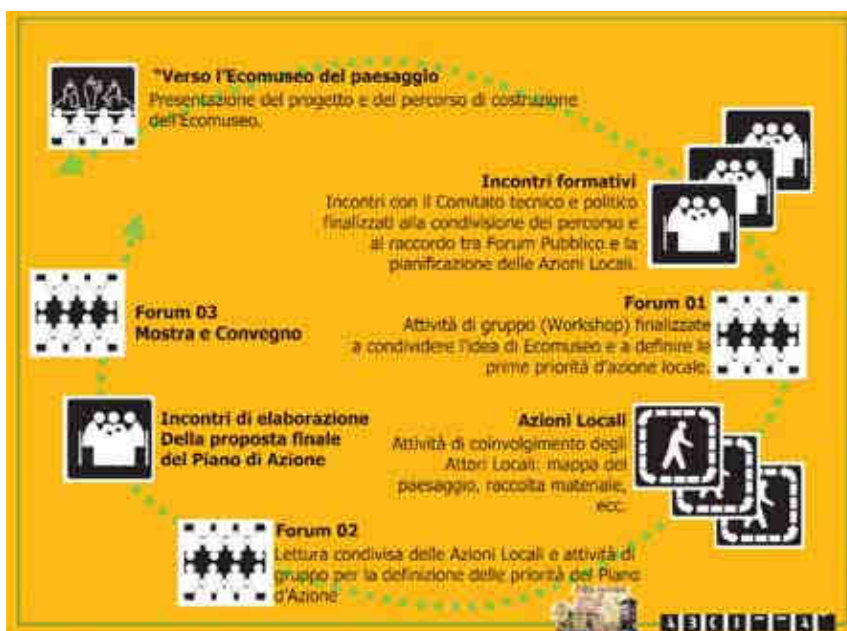 "Verso l'Ecomuseo del paesaggio
Presentazione del progetto e del percorso di costruzione
dell'Ecomuseo.
Incontri formativi
Incontri con il Comitato tecnico e politico
finalizzati alla condivisione del percorso e
al raccordo tra Forum Pubblico e la
pianificazione delle Azioni Locali.
Forum 01
Attività di gruppo (Workshop) finalizzate
a condividere l'idea di Ecomuseo e a definire le
prime priorità d'azione locale.
Azioni Locali
Attività di coinvolgimento degli
Attori Locali: mappa del
paesaggio, raccolta materiale,
ecc.
Forum 02
Lettura condivisa delle Azioni Locali e attività di
gruppo per la definizione delle priorità del Piano
d'Azione
Incontri di elaborazione
Della proposta finale
del Piano di Azione
Forum 03
Mostra e Convegno